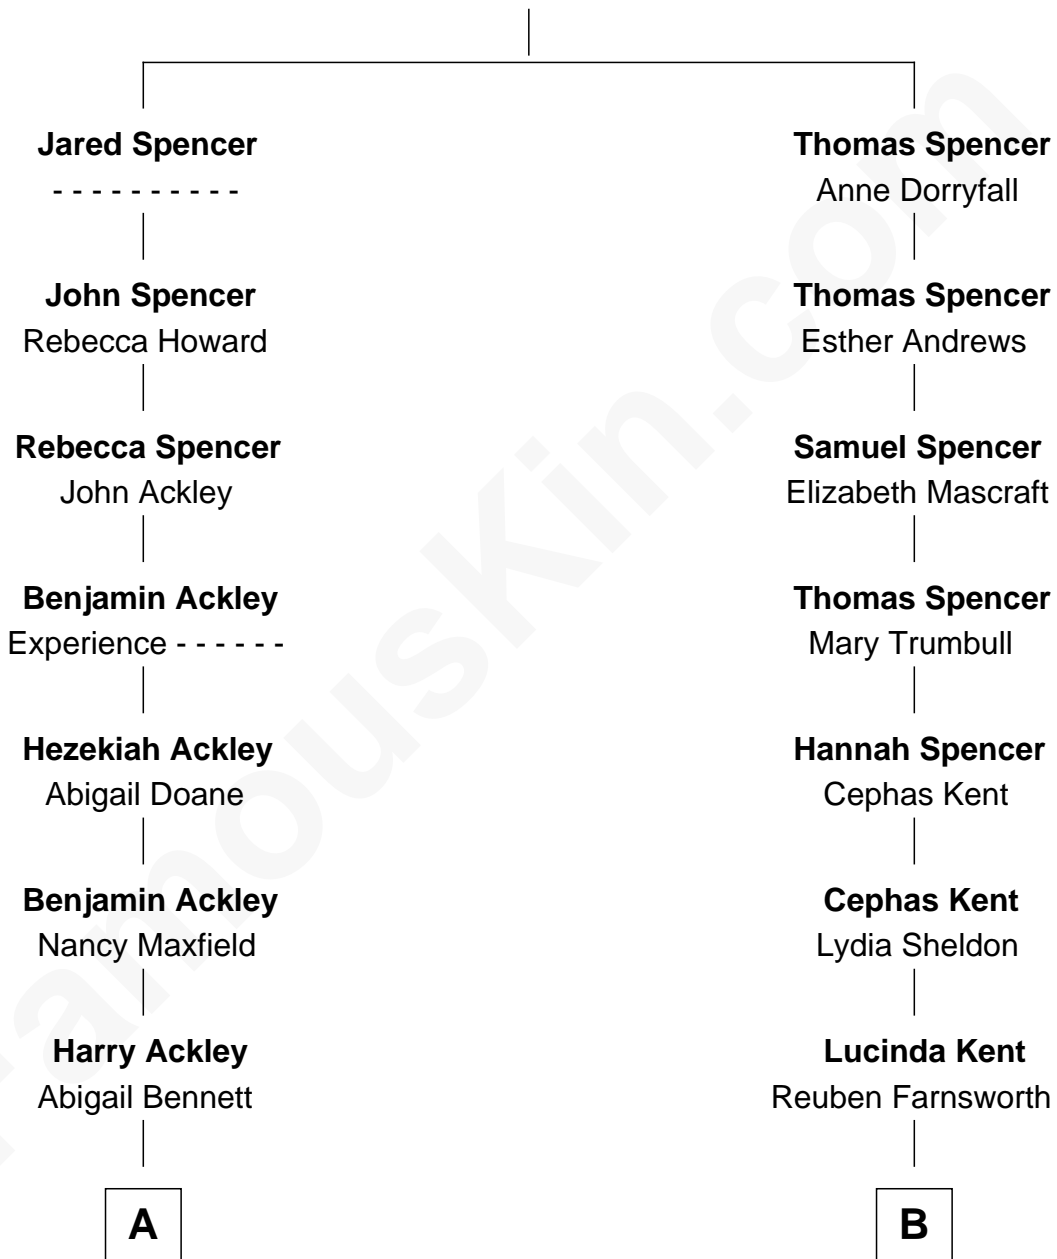 Jared Spencer
- - - - - - - - - -
John Spencer
Rebecca Howard
Rebecca Spencer
John Ackley
Benjamin Ackley
Experience - - - - - -
Hezekiah Ackley
Abigail Doane
Benjamin Ackley
Nancy Maxfield
Harry Ackley
Abigail Bennett
A
Thomas Spencer
Anne Dorryfall
Thomas Spencer
Esther Andrews
Samuel Spencer
Elizabeth Mascraft
Thomas Spencer
Mary Trumbull
Hannah Spencer
Cephas Kent
Cephas Kent
Lydia Sheldon
Lucinda Kent
Reuben Farnsworth
B
FamousKin.com